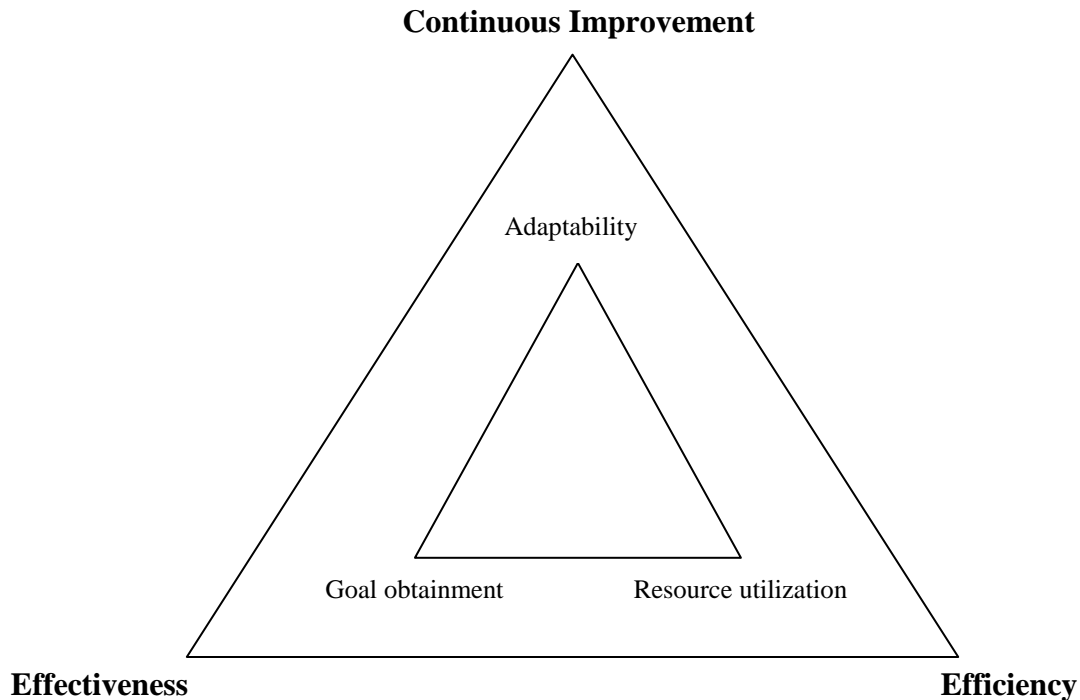 Continuous Improvement
Adaptability
Goal obtainment
Resource utilization
Effectiveness
Efficiency